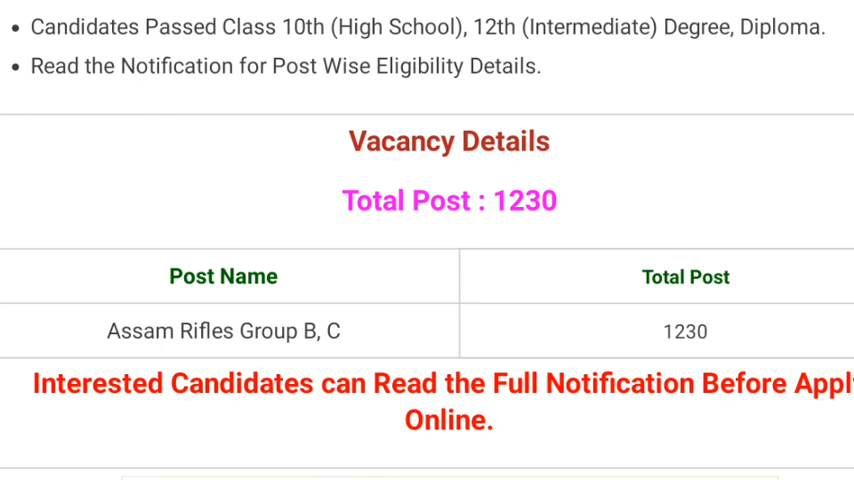 Candidates Passed Class 10th (High School), 12th (Intermediate) Degree, Diploma.
Read the Notification for Post Wise Eligibility Details.
Vacancy Details
Total Post : 1230
Post Name Total Post
Assam Rifles Group B, C 1230
Interested Candidates can Read the Full Notification Before Apply
Online.